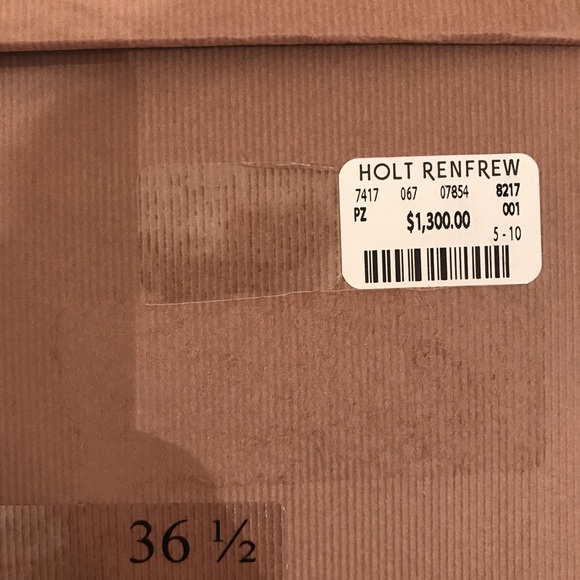 HOLT RENFREW
7417 067 07854 8217
PZ $1,300.00 001
5 - 10
36 ½